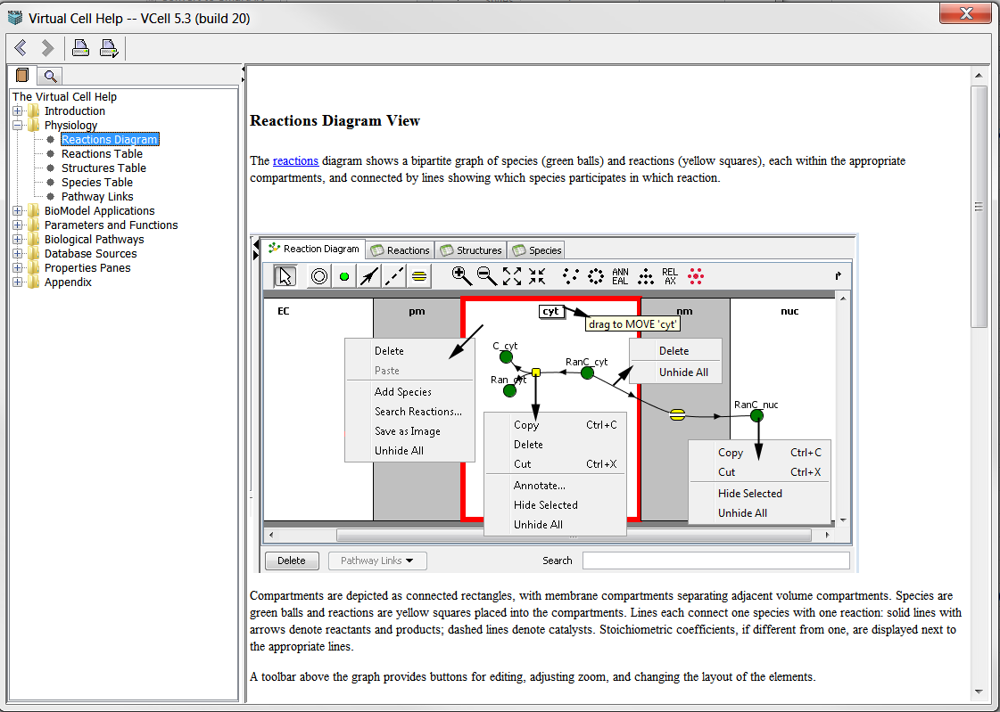 Virtual Cell Help -- VCell 5.3 (build 20)
The Virtual Cell Help
Introduction
Physiology
Reactions Diagram
Reactions Table
Structures Table
Species Table
Pathway Links
BioModel Applications
Parameters and Functions
Biological Pathways
Database Sources
Properties Panes
Appendix
Reactions Diagram View
The reactions diagram shows a bipartite graph of species (green balls) and reactions (yellow squares), each within the appropriate
compartments, and connected by lines showing which species participates in which reaction.
Reaction Diagram Reactions Structures Species
ANN EAL REL AX
EC pm cyt nm nuc
drag to MOVE 'cyt'
Delete
Paste
Add Species
Search Reactions...
Save as Image
Unhide All
C_cyt
Ran_cyt
RanC_cyt
Delete
Unhide All
RanC_nuc
Copy Ctrl+C
Delete
Cut Ctrl+X
Annotate...
Hide Selected
Unhide All
Copy Ctrl+C
Cut Ctrl+X
Hide Selected
Unhide All
Delete Pathway Links Search
Compartments are depicted as connected rectangles, with membrane compartments separating adjacent volume compartments. Species are
green balls and reactions are yellow squares placed into the compartments. Lines each connect one species with one reaction: solid lines with
arrows denote reactants and products; dashed lines denote catalysts. Stoichiometric coefficients, if different from one, are displayed next to
the appropriate lines.
A toolbar above the graph provides buttons for editing, adjusting zoom, and changing the layout of the elements.